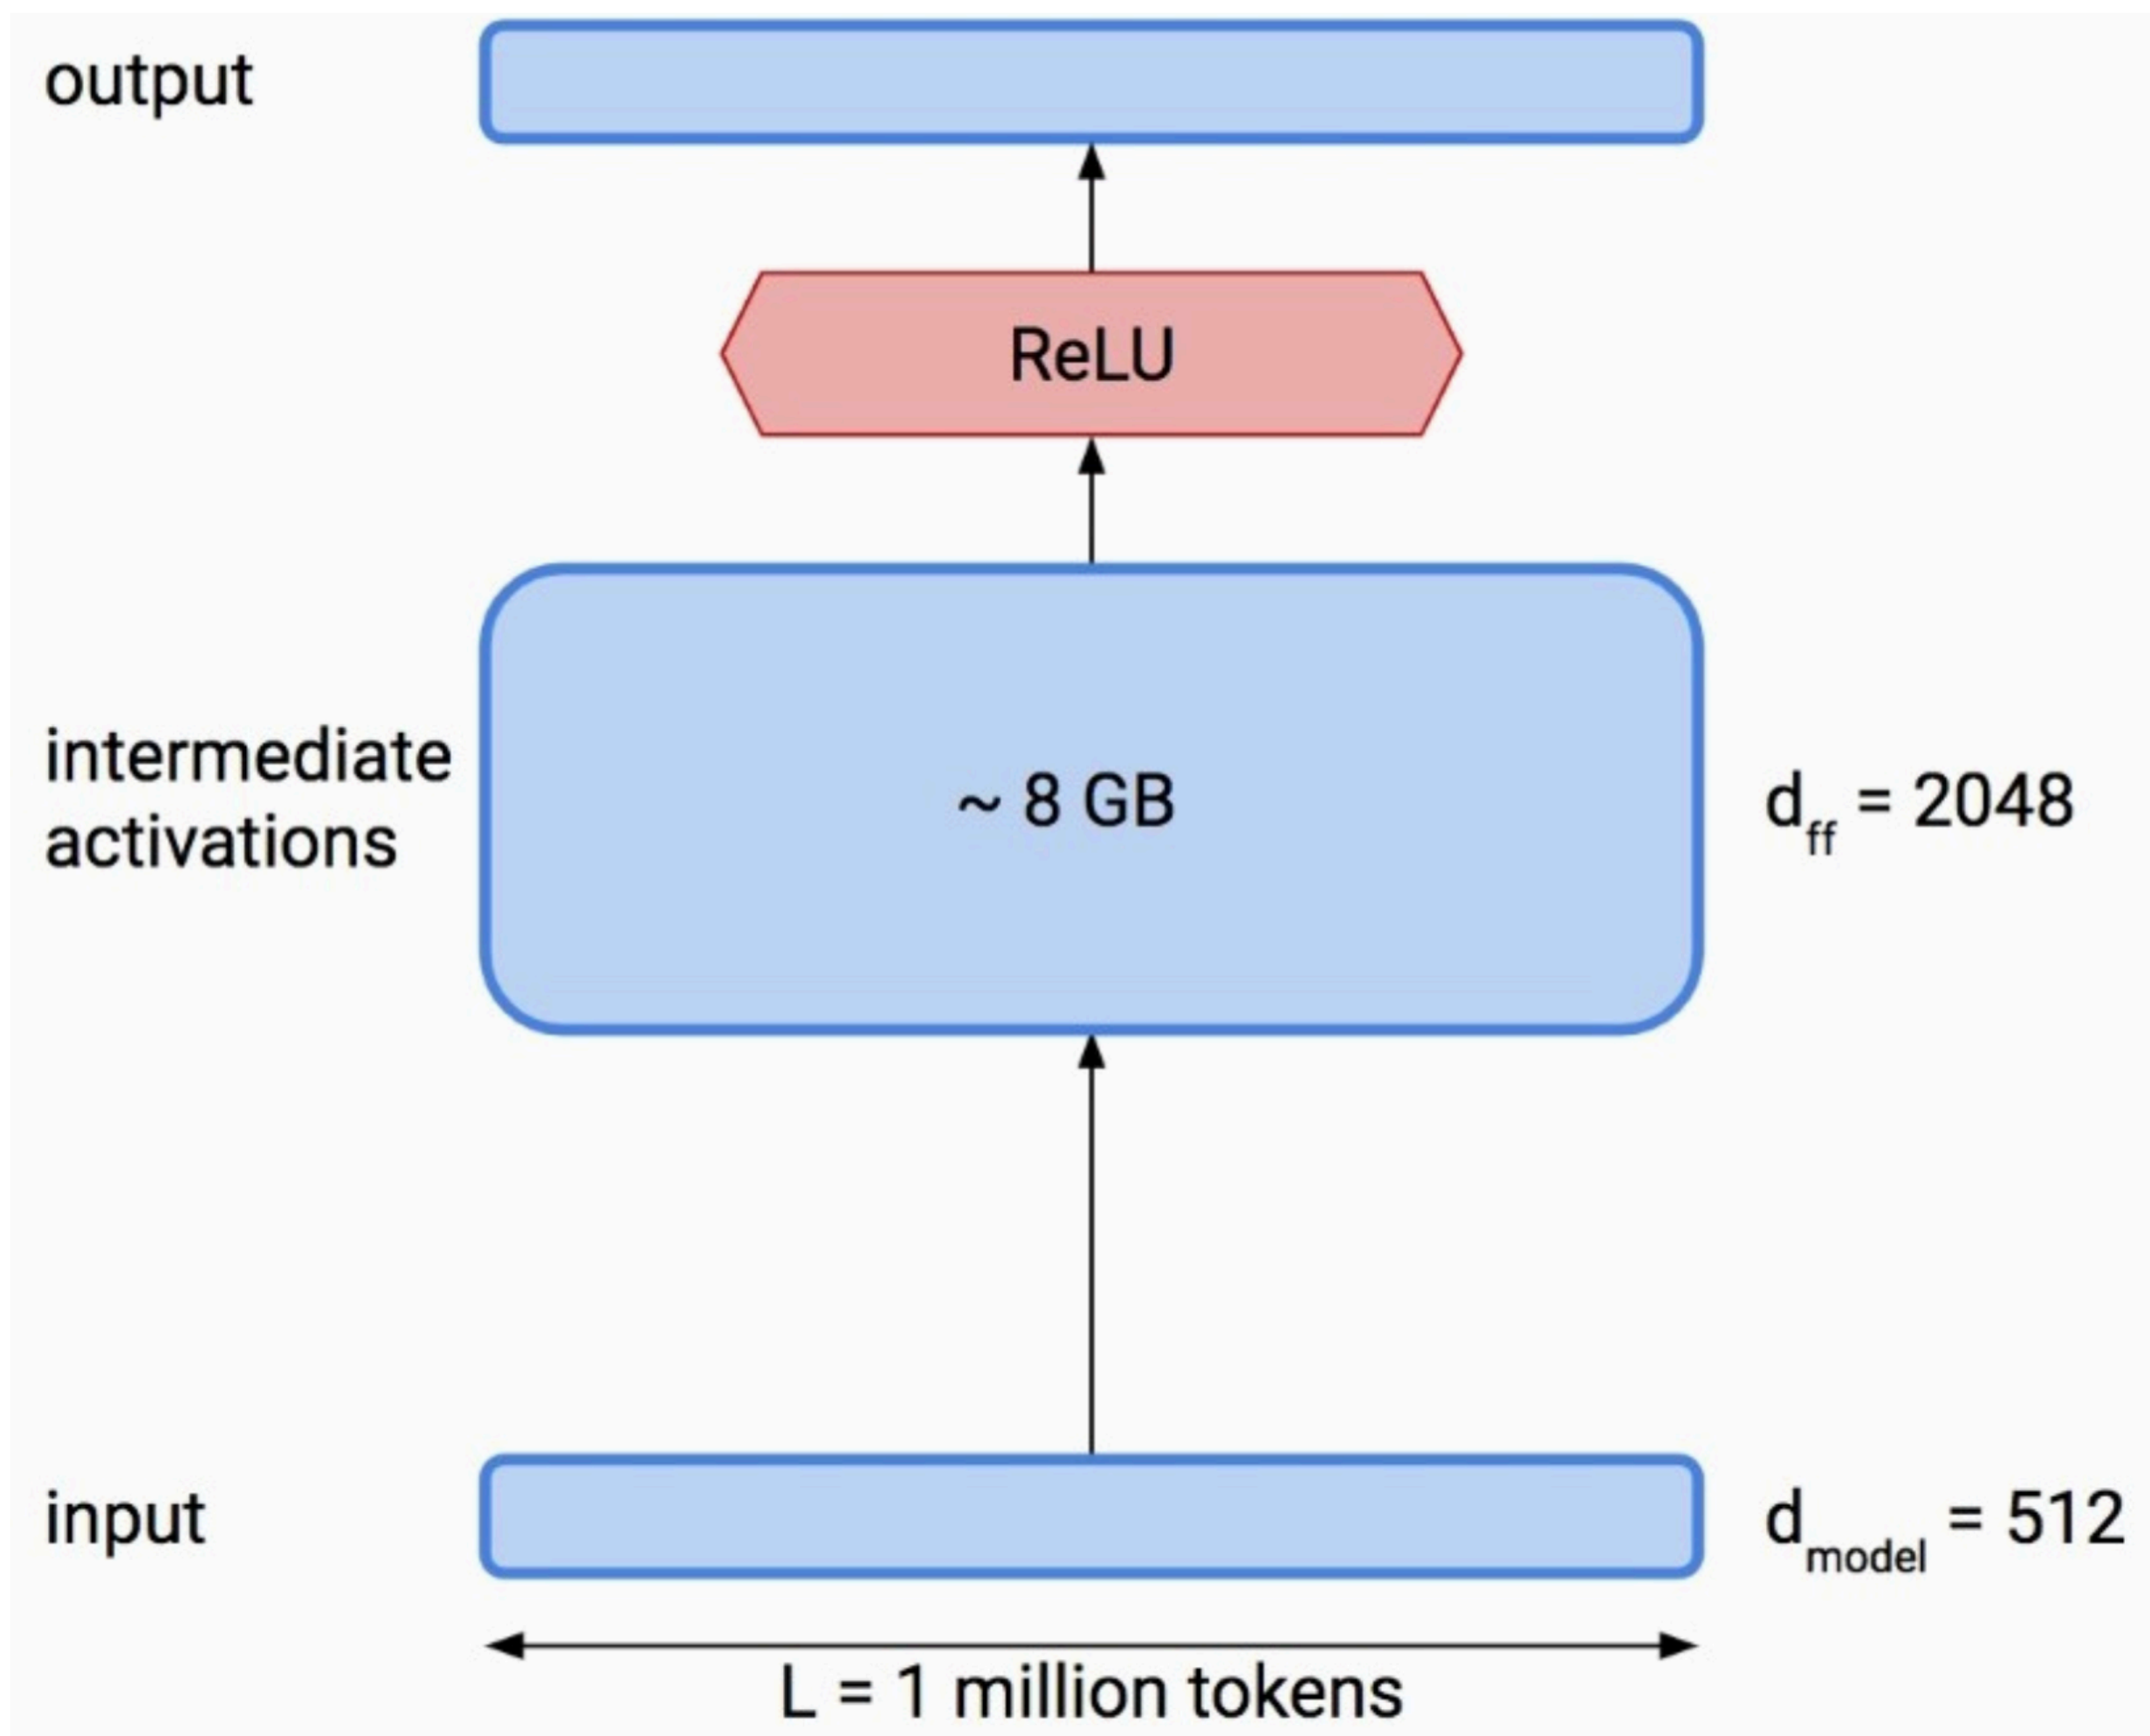 output
ReLU
intermediate
activations
~ 8 GB
dff = 2048
input
dmodel = 512
L = 1 million tokens